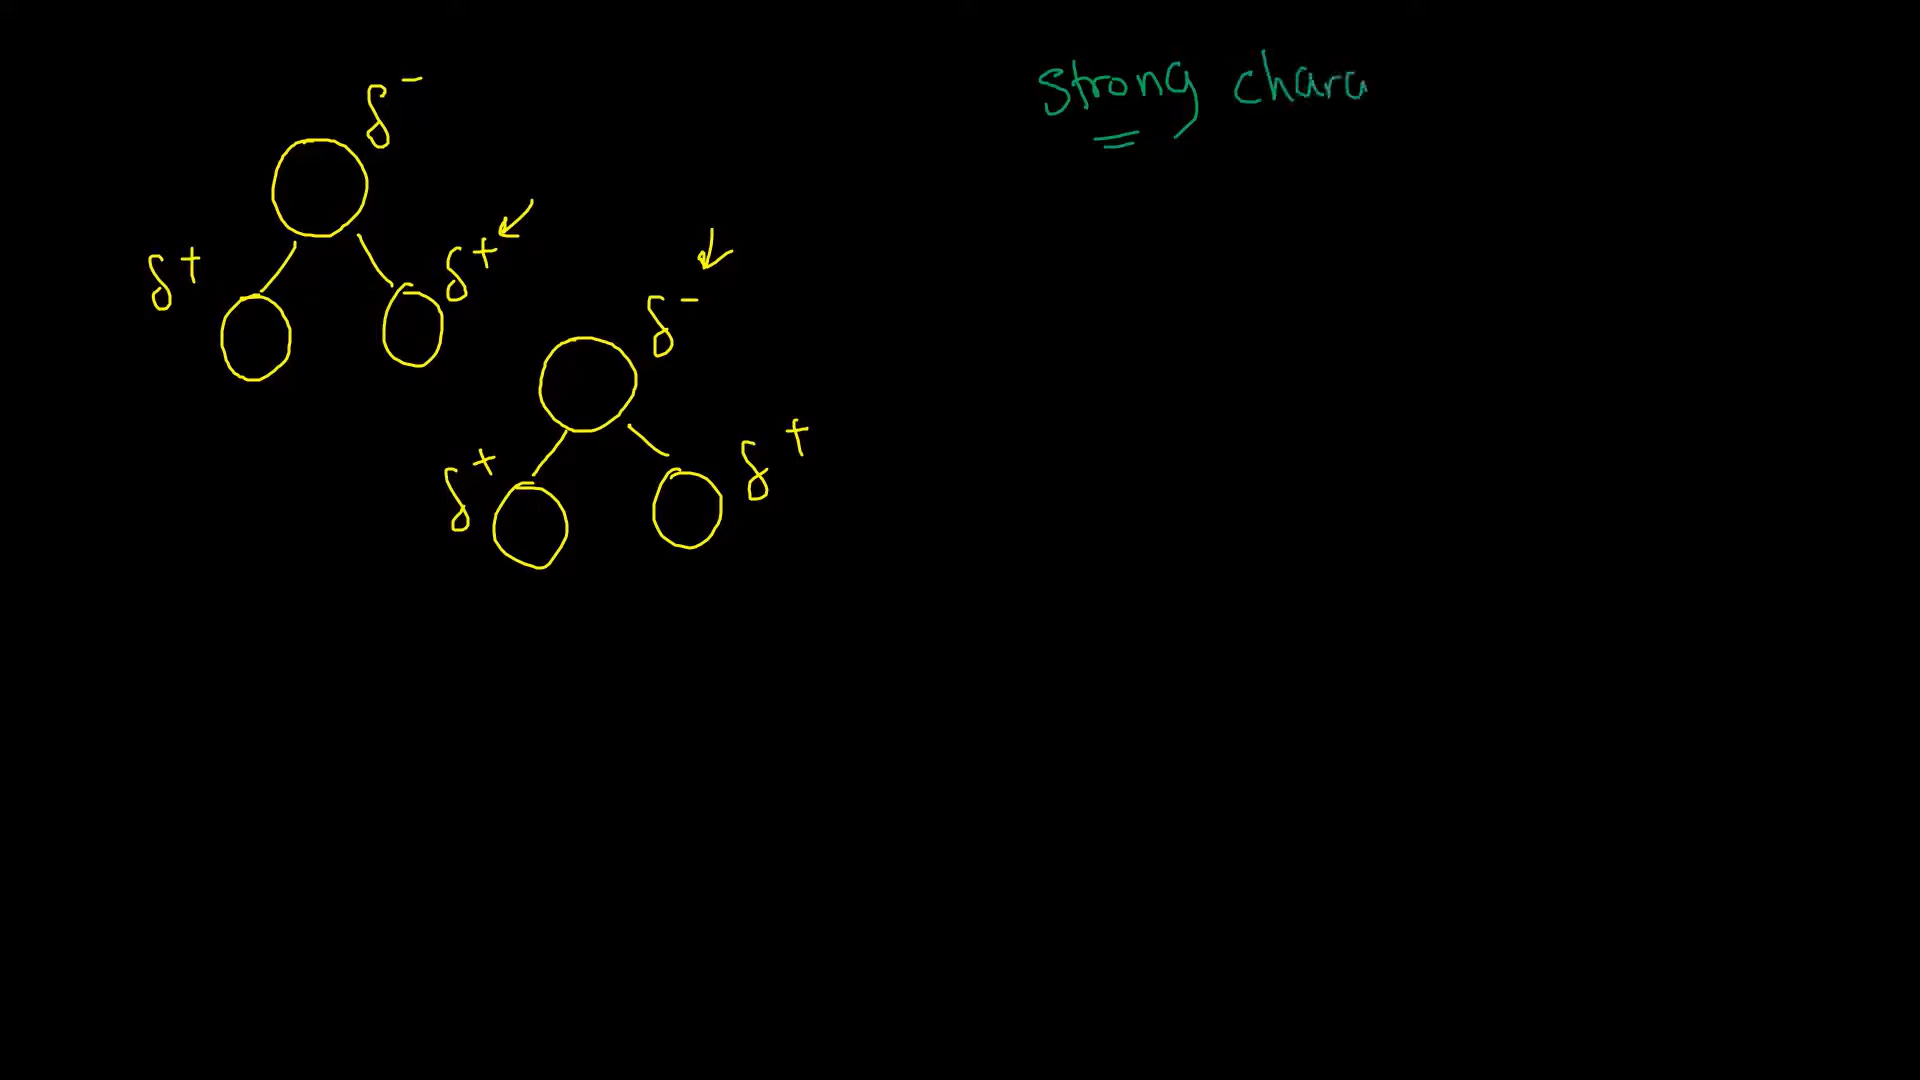 strong chara
δ-
δ+
δ+
δ-
δ+
δ+